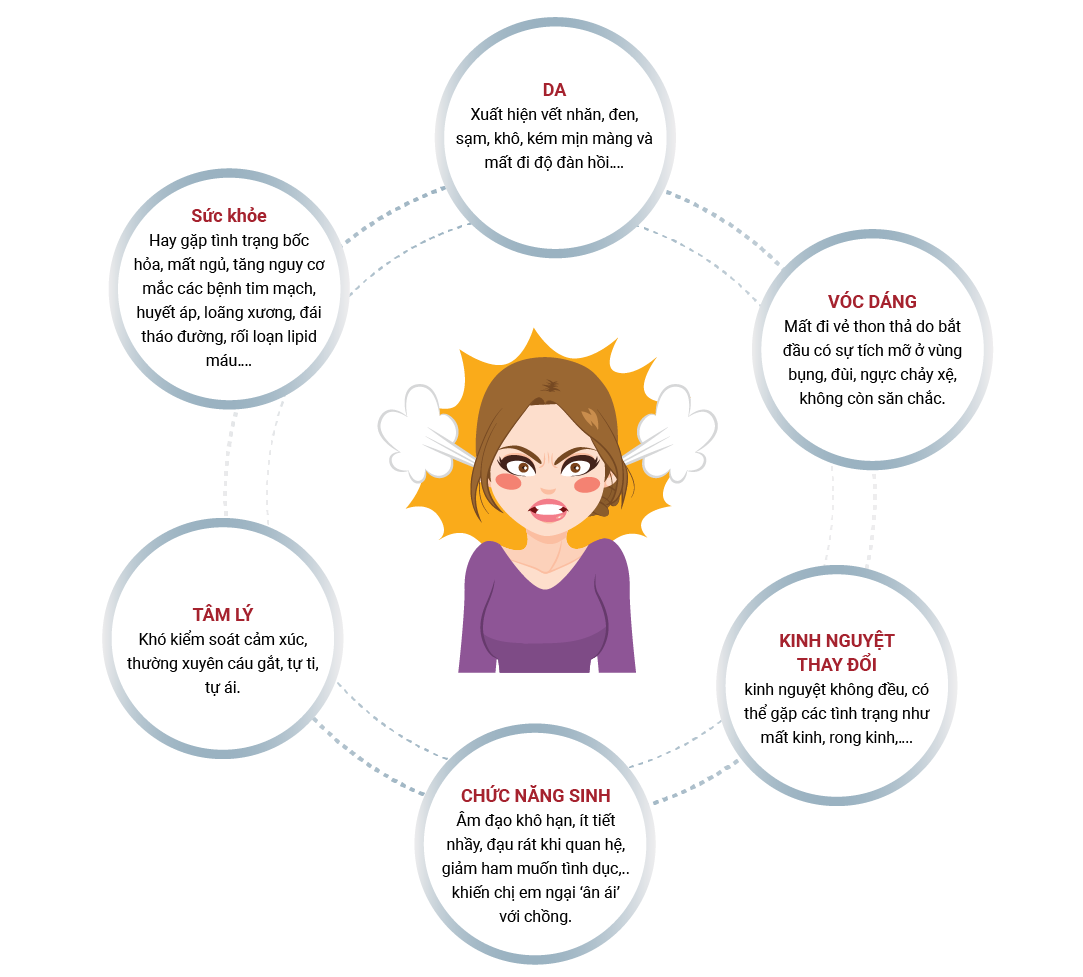 DA
Xuất hiện vết nhăn, đen,
sạm, khô, kém mịn màng và
mất đi độ đàn hồi....
Sức khỏe
Hay gặp tình trạng bốc
hỏa, mất ngủ, tăng nguy cơ
mắc các bệnh tim mạch,
huyết áp, loãng xương, đái
tháo đường, rối loạn lipid
máu....
VÓC DÁNG
Mất đi vẻ thon thả do bắt
đầu có sự tích mỡ ở vùng
bụng, đùi, ngực chảy xệ,
không còn săn chắc.
TÂM LÝ
Khó kiểm soát cảm xúc,
thường xuyên cáu gắt, tự ti,
tự ái.
KINH NGUYỆT
THAY ĐỔI
kinh nguyệt không đều, có
thể gặp các tình trạng như
mất kinh, rong kinh,....
CHỨC NĂNG SINH
Âm đạo khô hạn, ít tiết
nhầy, đạu rát khi quan hệ,
giảm ham muốn tình dục,..
khiến chị em ngại ‘ân ái’
với chồng.